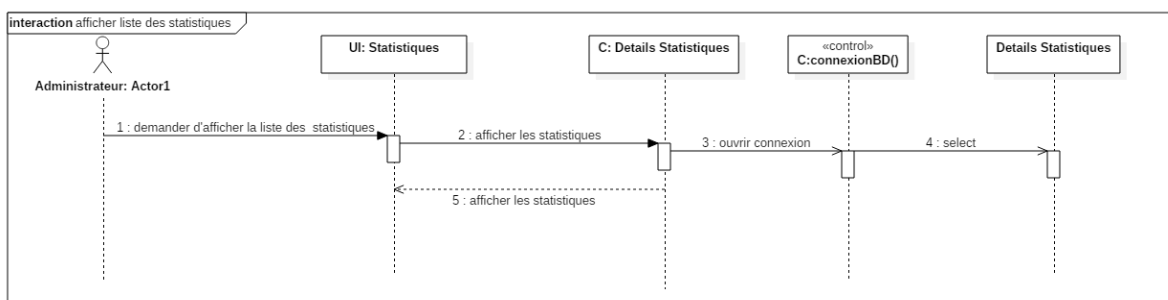 interaction afficher liste des statistiques
Administrateur: Actor1
UI: Statistiques
C: Details Statistiques
«control»
C:connexionBD()
Details Statistiques
1 : demander d'afficher la liste des  statistiques
2 : afficher les statistiques
3 : ouvrir connexion
4 : select
5 : afficher les statistiques